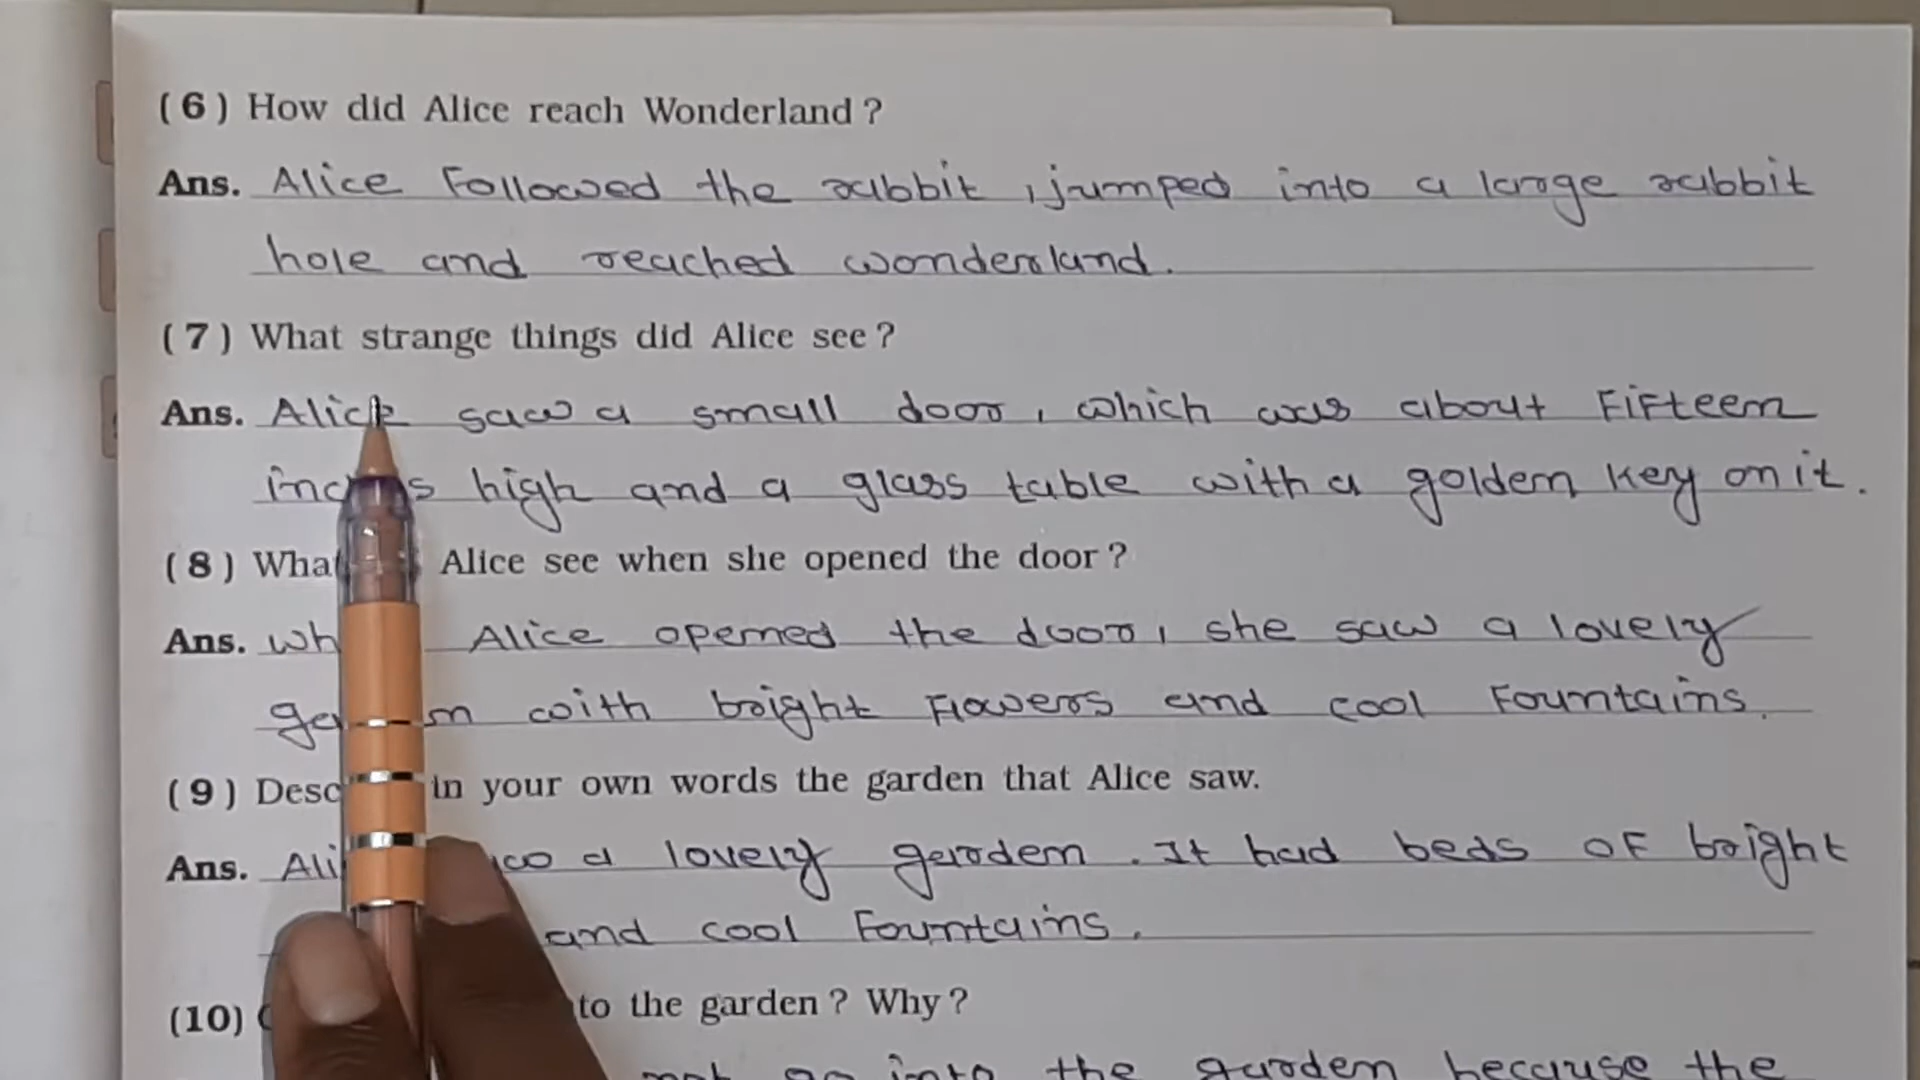 (6) How did Alice reach Wonderland?
Ans. Alice Followed the rabbit, jumped into a large rabbit
hole and reached wonderland.
(7) What strange things did Alice see?
Ans. Alice saw a small door, which was about Fifteen
high and a glass table with a golden key on it.
(8) Alice see when she opened the door?
Ans. Alice opened the door, she saw a lovely
with bright Flowers and cool Fountains.
(9) in your own words the garden that Alice saw.
Ans. a lovely garden. It had beds of bright
and cool Fountains.
(10) to the garden? Why?
not go into the garden because the